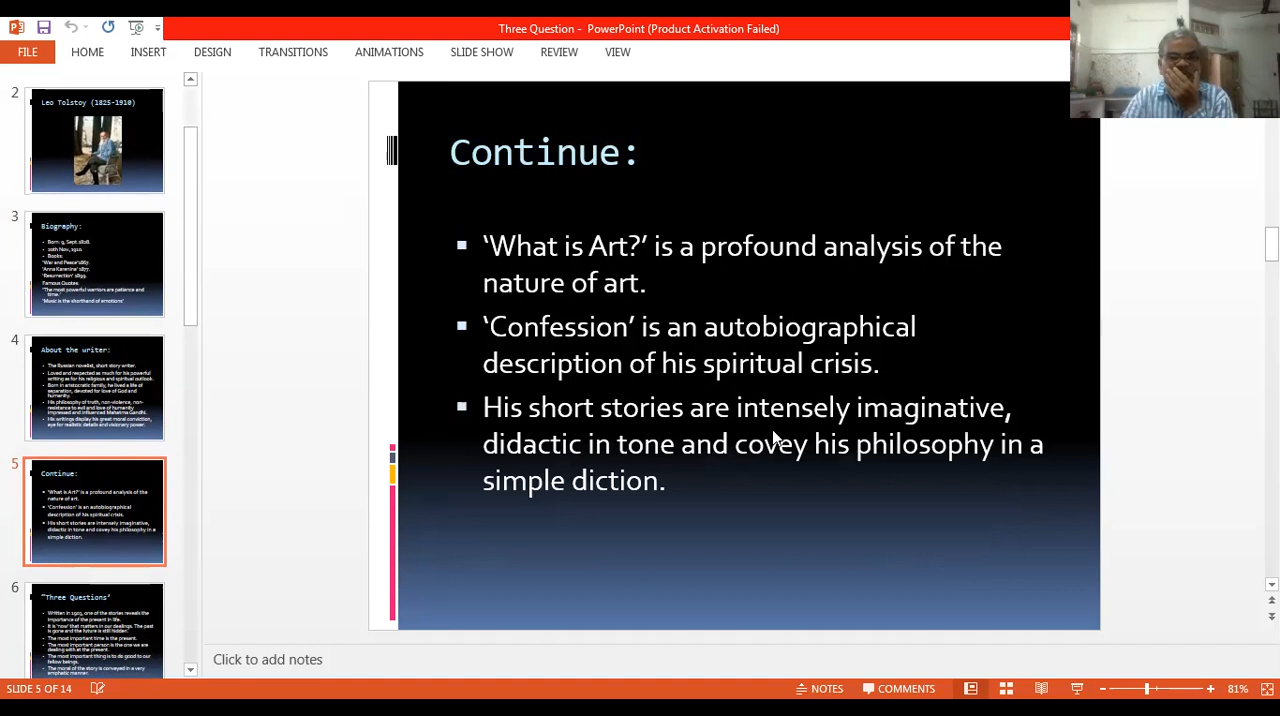 Three Question - PowerPoint (Product Activation Failed)
FILE HOME INSERT DESIGN TRANSITIONS ANIMATIONS SLIDE SHOW REVIEW VIEW
2
Leo Tolstoy (1825-1910)
3
Biography:
Born: 9, Sept.1828.
20th Nov, 1910.
Books:
'War and Peace'1867.
'Anna Karenina' 1877.
'Resurrection' 1899.
Famous Quotes:
"The most powerful warriors are patience and
time."
'Music is the shorthand of emotions'
4
About the writer:
The Russian novelist, short story writer.
Loved and respected as much for his powerful
writing as for his religious and spiritual outlook.
Born in aristocratic family, he lived a life of
separation, devoted for love of God and
humanity.
His philosophy of truth, non-violence, non-
resistance to evil and love of humanity
impressed and influenced Mahatma Gandhi.
His writings display his great moral conviction,
eye for realistic details and visionary power.
5
Continue:
'What is Art?' is a profound analysis of the
nature of art.
'Confession' is an autobiographical
description of his spiritual crisis.
His short stories are intensely imaginative,
didactic in tone and covey his philosophy in a
simple diction.
6
"Three Questions'
Written in 1903, one of the stories reveals the
importance of the present in life.
It is 'now' that matters in our dealings. The past
is gone and the future is still hidden.
The most important time is the present.
The most important person is the one we are
dealing with at the present.
The most important thing is to do good to our
fellow beings.
The moral of the story is conveyed in a very
emphatic manner.
Continue:
‘What is Art?’ is a profound analysis of the
nature of art.
‘Confession’ is an autobiographical
description of his spiritual crisis.
His short stories are intensely imaginative,
didactic in tone and covey his philosophy in a
simple diction.
Click to add notes
SLIDE 5 OF 14 NOTES COMMENTS 81%